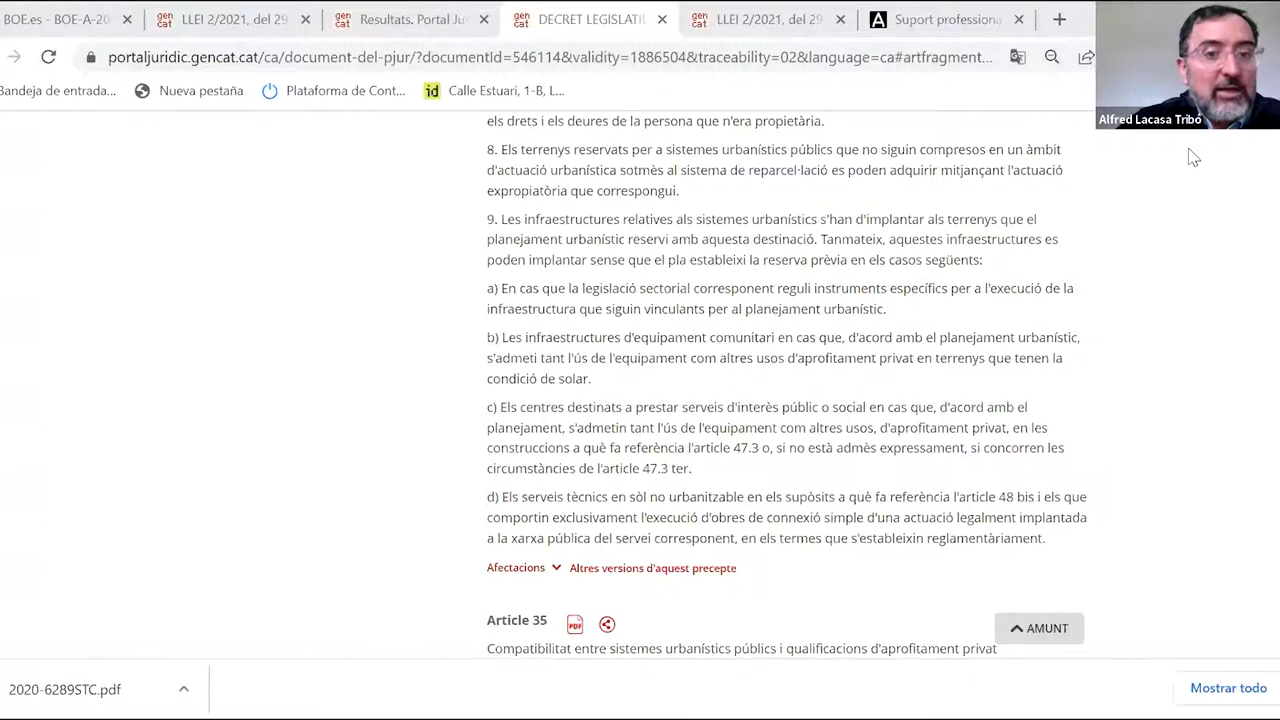 BOE.es - BOE-A-20
LLEI 2/2021, del 29
Resultats. Portal Ju
DECRET LEGISLATI
LLEI 2/2021, del 29
Suport professiona
portaljuridic.gencat.cat/ca/document-del-pjur/?documentId=546114&validity=1886504&traceability=02&language=ca#artfragment...
Bandeja de entrada...
Nueva pestaña
Plataforma de Cont...
Calle Estuari, 1-B, L...
Alfred Lacasa Tribó
els drets i els deures de la persona que n'era propietària.
8. Els terrenys reservats per a sistemes urbanístics públics que no siguin compresos en un àmbit
d'actuació urbanística sotmès al sistema de reparcel·lació es poden adquirir mitjançant l'actuació
expropiatòria que correspongui.
9. Les infraestructures relatives als sistemes urbanístics s'han d'implantar als terrenys que el
planejament urbanístic reservi amb aquesta destinació. Tanmateix, aquestes infraestructures es
poden implantar sense que el pla estableixi la reserva prèvia en els casos següents:
a) En cas que la legislació sectorial corresponent reguli instruments específics per a l'execució de la
infraestructura que siguin vinculants per al planejament urbanístic.
b) Les infraestructures d'equipament comunitari en cas que, d'acord amb el planejament urbanístic,
s'admeti tant l'ús de l'equipament com altres usos d'aprofitament privat en terrenys que tenen la
condició de solar.
c) Els centres destinats a prestar serveis d'interès públic o social en cas que, d'acord amb el
planejament, s'admetin tant l'ús de l'equipament com altres usos, d'aprofitament privat, en les
construccions a què fa referència l'article 47.3 o, si no està admès expressament, si concorren les
circumstàncies de l'article 47.3 ter.
d) Els serveis tècnics en sòl no urbanitzable en els supòsits a què fa referència l'article 48 bis i els que
comportin exclusivament l'execució d'obres de connexió simple d'una actuació legalment implantada
a la xarxa pública del servei corresponent, en els termes que s'estableixin reglamentàriament.
Afectacions
Altres versions d'aquest precepte
Article 35
PDF
AMUNT
Compatibilitat entre sistemes urbanístics públics i qualificacions d'aprofitament privat
2020-6289STC.pdf
Mostrar todo